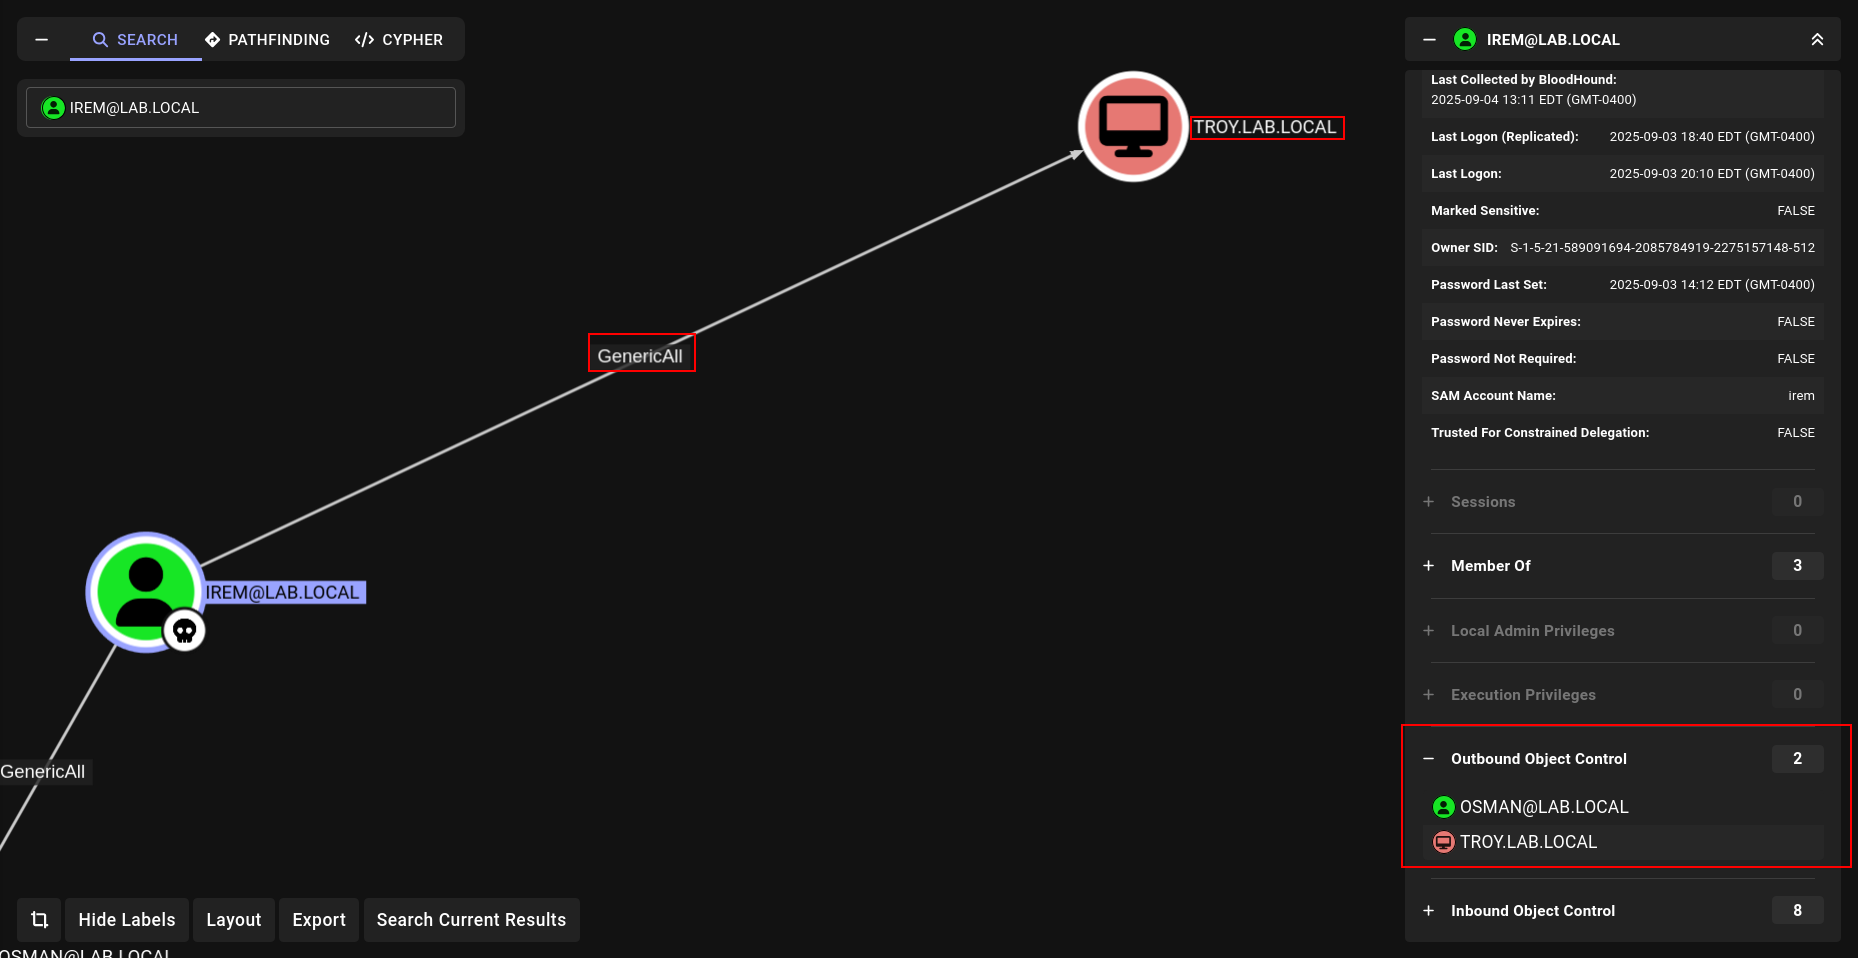 SEARCH PATHFINDING CYPHER
IREM@LAB.LOCAL
TROY.LAB.LOCAL
GenericAll
IREM@LAB.LOCAL
GenericAll
Hide Labels Layout Export Search Current Results
OSMAN@LAB.LOCAL
IREM@LAB.LOCAL
Last Collected by BloodHound:
2025-09-04 13:11 EDT (GMT-0400)
Last Logon (Replicated): 2025-09-03 18:40 EDT (GMT-0400)
Last Logon: 2025-09-03 20:10 EDT (GMT-0400)
Marked Sensitive: FALSE
Owner SID: S-1-5-21-589091694-2085784919-2275157148-512
Password Last Set: 2025-09-03 14:12 EDT (GMT-0400)
Password Never Expires: FALSE
Password Not Required: FALSE
SAM Account Name: irem
Trusted For Constrained Delegation: FALSE
Sessions 0
Member Of 3
Local Admin Privileges 0
Execution Privileges 0
Outbound Object Control 2
OSMAN@LAB.LOCAL
TROY.LAB.LOCAL
Inbound Object Control 8